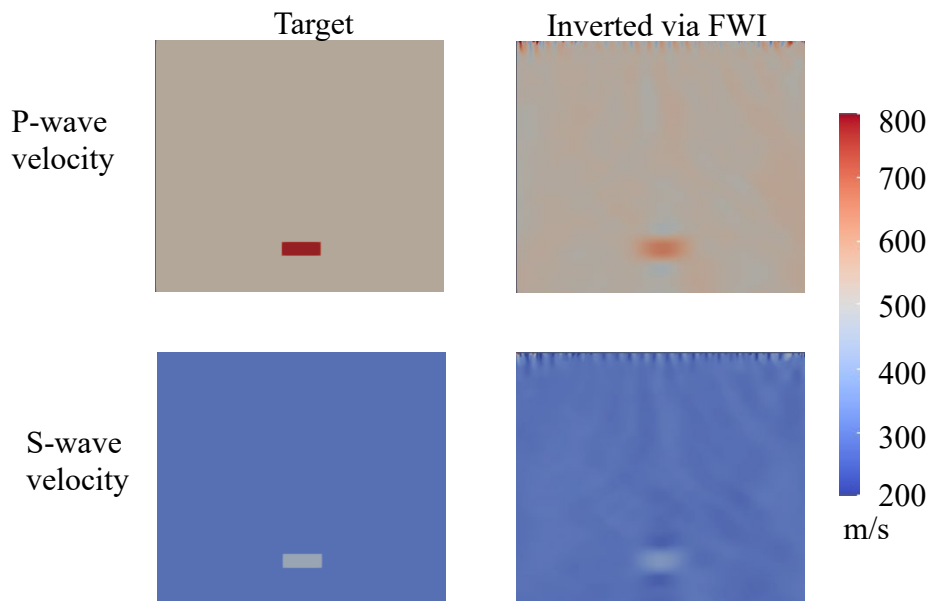 Target
Inverted via FWI
P-wave
velocity
S-wave
velocity
800
700
600
500
400
300
200
m/s